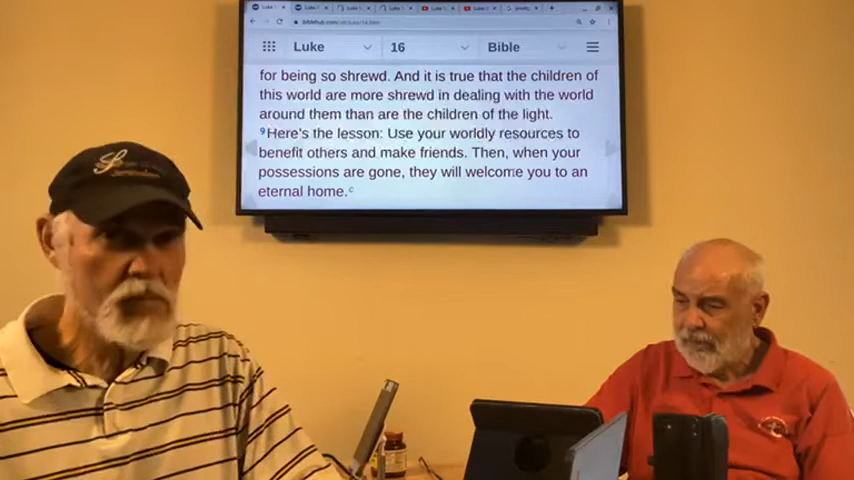 biblehub.com
Luke 16 Bible
for being so shrewd. And it is true that the children of
this world are more shrewd in dealing with the world
around them than are the children of the light.
9Here's the lesson: Use your worldly resources to
benefit others and make friends. Then, when your
possessions are gone, they will welcome you to an
eternal home.c